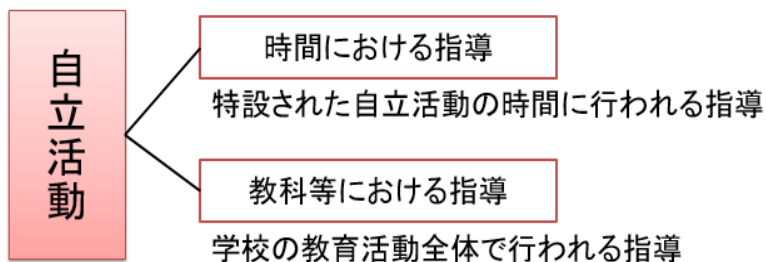 自立活動
時間における指導
特設された自立活動の時間に行われる指導
教科等における指導
学校の教育活動全体で行われる指導